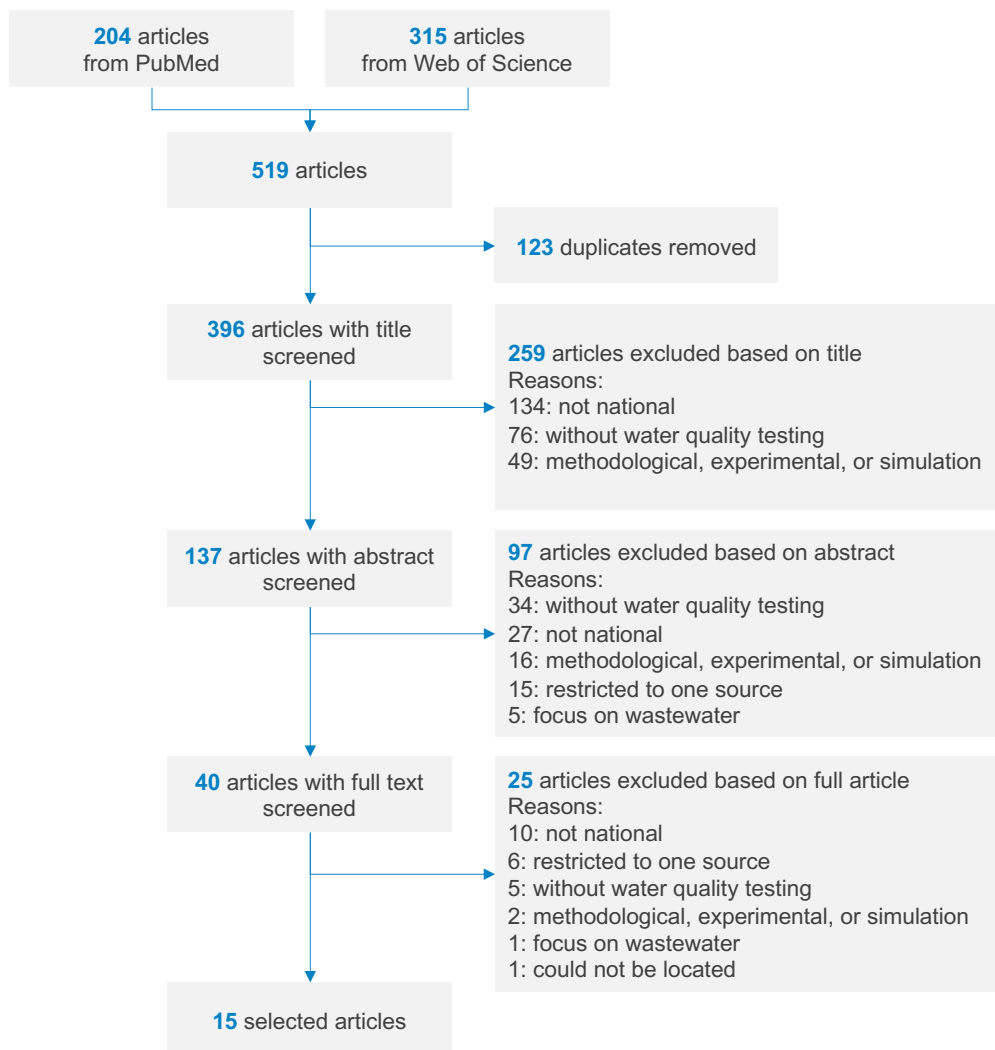 204 articles
from PubMed
315 articles
from Web of Science
519 articles
123 duplicates removed
396 articles with title
screened
259 articles excluded based on title
Reasons:
134: not national
76: without water quality testing
49: methodological, experimental, or simulation
137 articles with abstract
screened
97 articles excluded based on abstract
Reasons:
34: without water quality testing
27: not national
16: methodological, experimental, or simulation
15: restricted to one source
5: focus on wastewater
40 articles with full text
screened
25 articles excluded based on full article
Reasons:
10: not national
6: restricted to one source
5: without water quality testing
2: methodological, experimental, or simulation
1: focus on wastewater
1: could not be located
15 selected articles